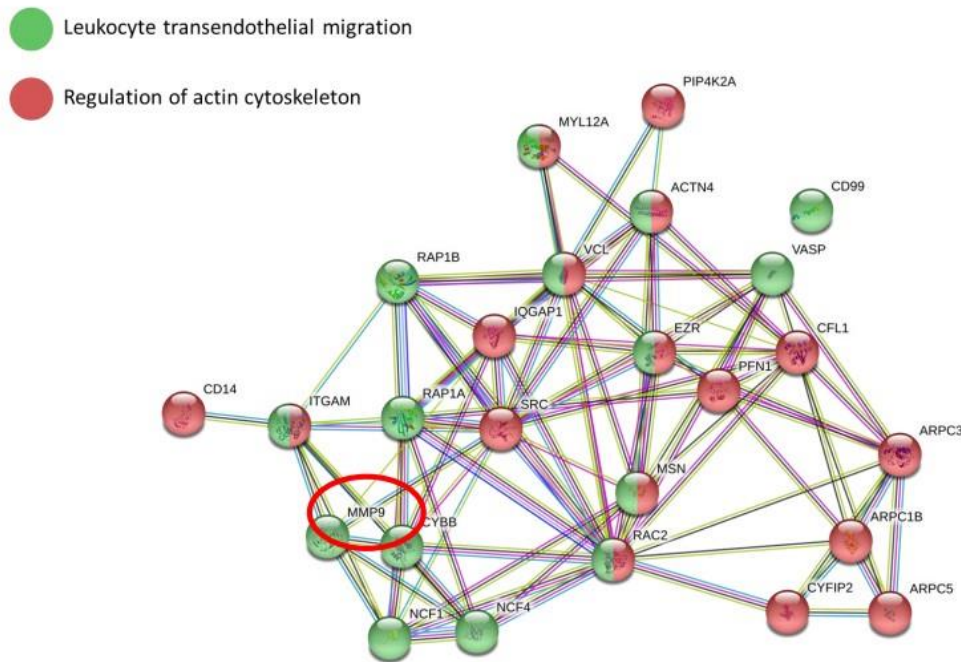 Leukocyte transendothelial migration
Regulation of actin cytoskeleton
PIP4K2A
MYL12A
ACTN4
CD99
VCL
VASP
RAP1B
IQGAP1
EZR
CFL1
PFN1
CD14
ITGAM
RAP1A
SRC
ARPC3
MSN
MMP9
CYBB
ARPC1B
RAC2
CYFIP2
ARPC5
NCF1
NCF4